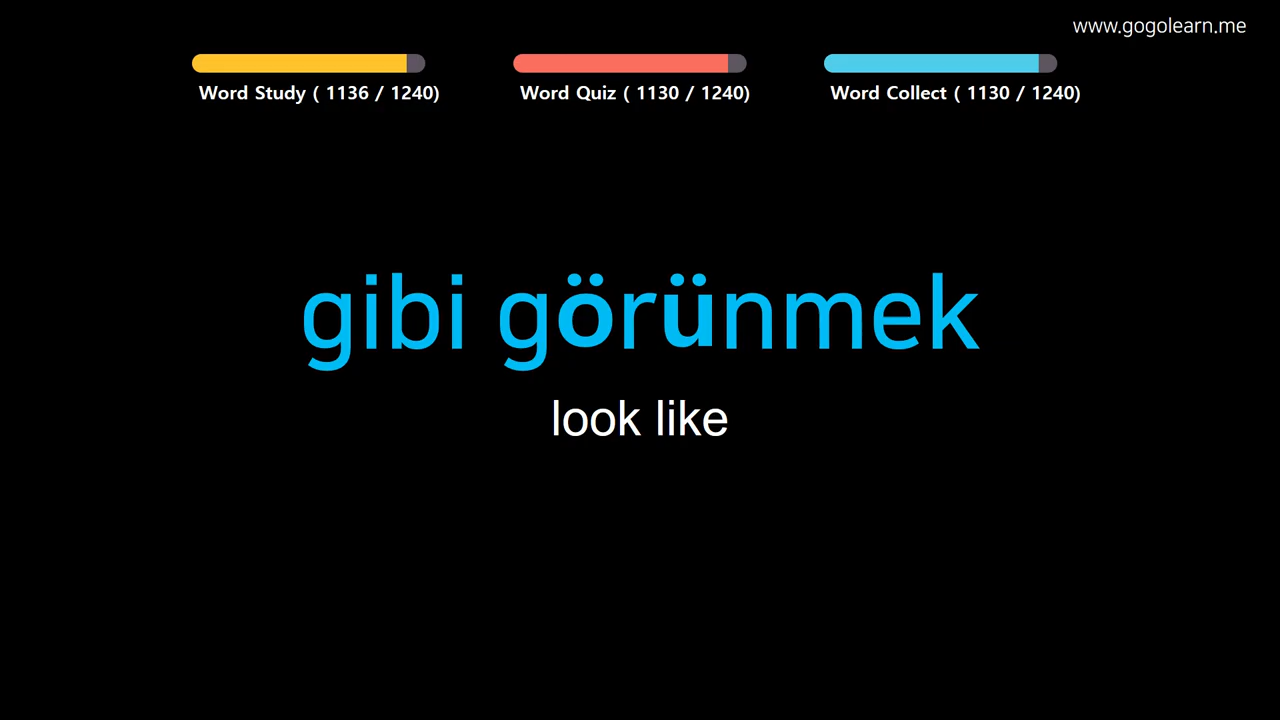 www.gogolearn.me
Word Study ( 1136 / 1240)
Word Quiz ( 1130 / 1240)
Word Collect ( 1130 / 1240)
gibi görünmek
look like